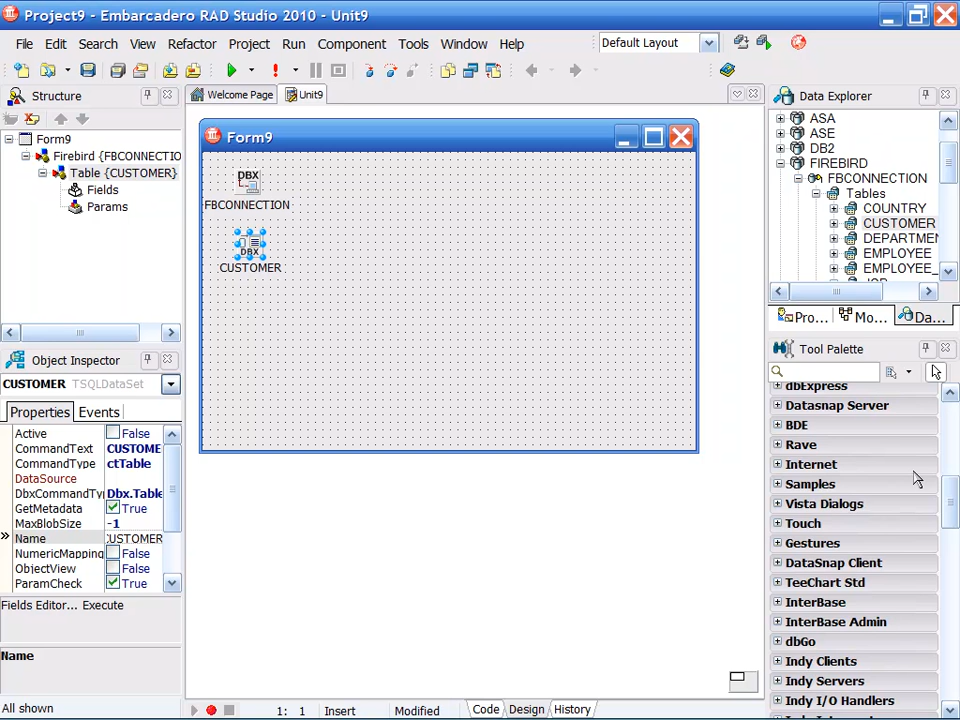 Project9 - Embarcadero RAD Studio 2010 - Unit9
File Edit Search View Refactor Project Run Component Tools Window Help
Default Layout
Structure
Form9
Firebird {FBCONNECTIO
Table {CUSTOMER}
Fields
Params
Object Inspector
CUSTOMER TSQLDataSet
Properties Events
Active False
CommandText CUSTOME
CommandType ctTable
DataSource
DbxCommandTy Dbx.Table
GetMetadata True
MaxBlobSize -1
» Name CUSTOMER
NumericMapping False
ObjectView False
ParamCheck True
Fields Editor... Execute
Name
All shown
Welcome Page Unit9
Form9
DBX
FBCONNECTION
DBX
CUSTOMER
1: 1 Insert Modified Code Design History
Data Explorer
ASA
ASE
DB2
FIREBIRD
FBCONNECTION
Tables
COUNTRY
CUSTOMER
DEPARTMEN
EMPLOYEE
EMPLOYEE_
Pro... Mo... Da...
Tool Palette
dbExpress
Datasnap Server
BDE
Rave
Internet
Samples
Vista Dialogs
Touch
Gestures
DataSnap Client
TeeChart Std
InterBase
InterBase Admin
dbGo
Indy Clients
Indy Servers
Indy I/O Handlers